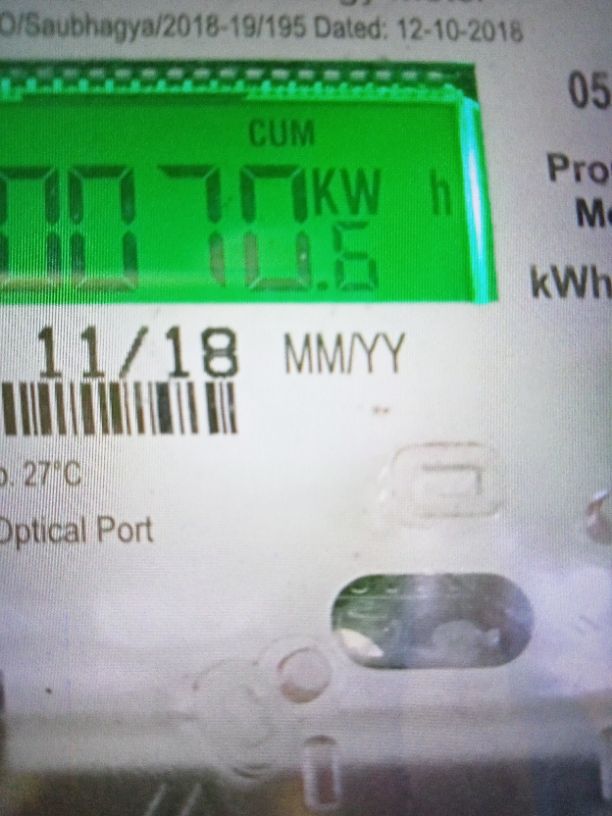 O/Saubhagya/2018-19/195 Dated: 12-10-2018
05
CUM
Pro
0070.6 KW h
kWh
11/18 MM/YY
27°C
Optical Port